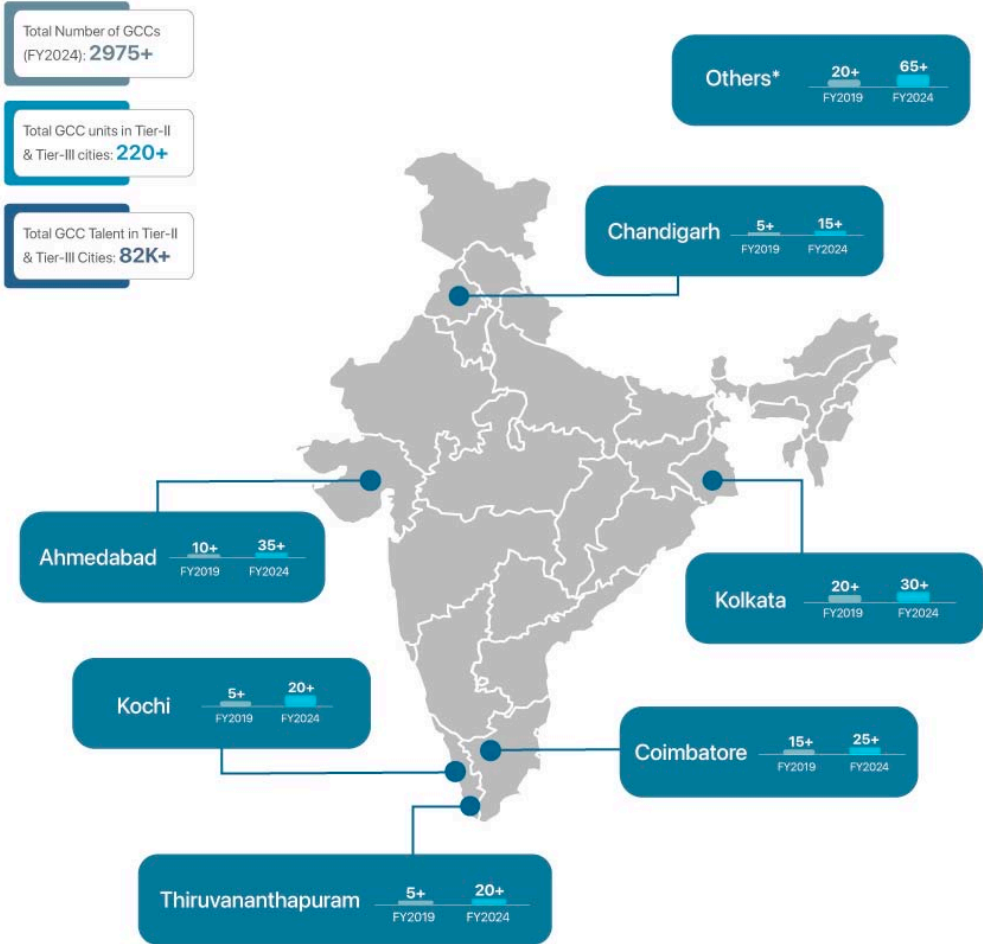 Total Number of GCCs
(FY2024): 2975+
Total GCC units in Tier-II
& Tier-III cities: 220+
Total GCC Talent in Tier-II
& Tier-III Cities: 82K+
Others*
20+
65+
FY2019
FY2024
Chandigarh
5+
15+
FY2019
FY2024
Ahmedabad
10+
35+
FY2019
FY2024
Kolkata
20+
30+
FY2019
FY2024
Kochi
5+
20+
FY2019
FY2024
Coimbatore
15+
25+
FY2019
FY2024
Thiruvananthapuram
5+
20+
FY2019
FY2024